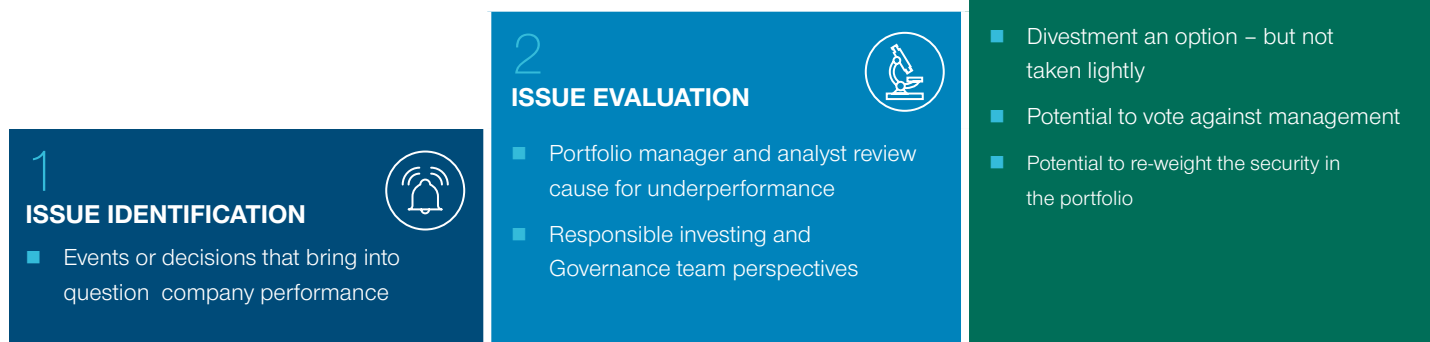 1
ISSUE IDENTIFICATION
Events or decisions that bring into
question company performance
2
ISSUE EVALUATION
Portfolio manager and analyst review
cause for underperformance
Responsible investing and
Governance team perspectives
Divestment an option – but not
taken lightly
Potential to vote against management
Potential to re-weight the security in
the portfolio